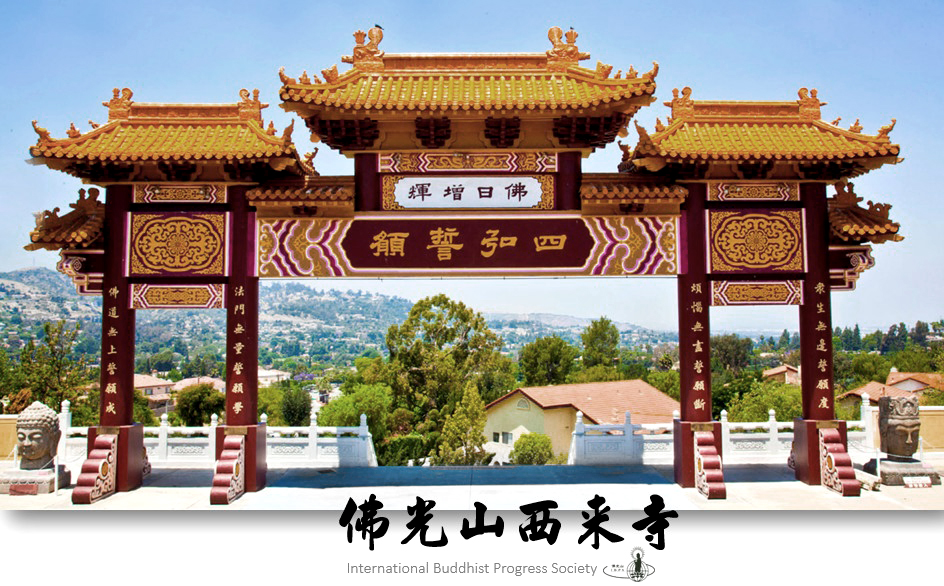 佛日增輝
四弘誓願
眾生無邊誓願度
煩惱無盡誓願斷
法門無量誓願學
佛道無上誓願成
佛光山西来寺
International Buddhist Progress Society